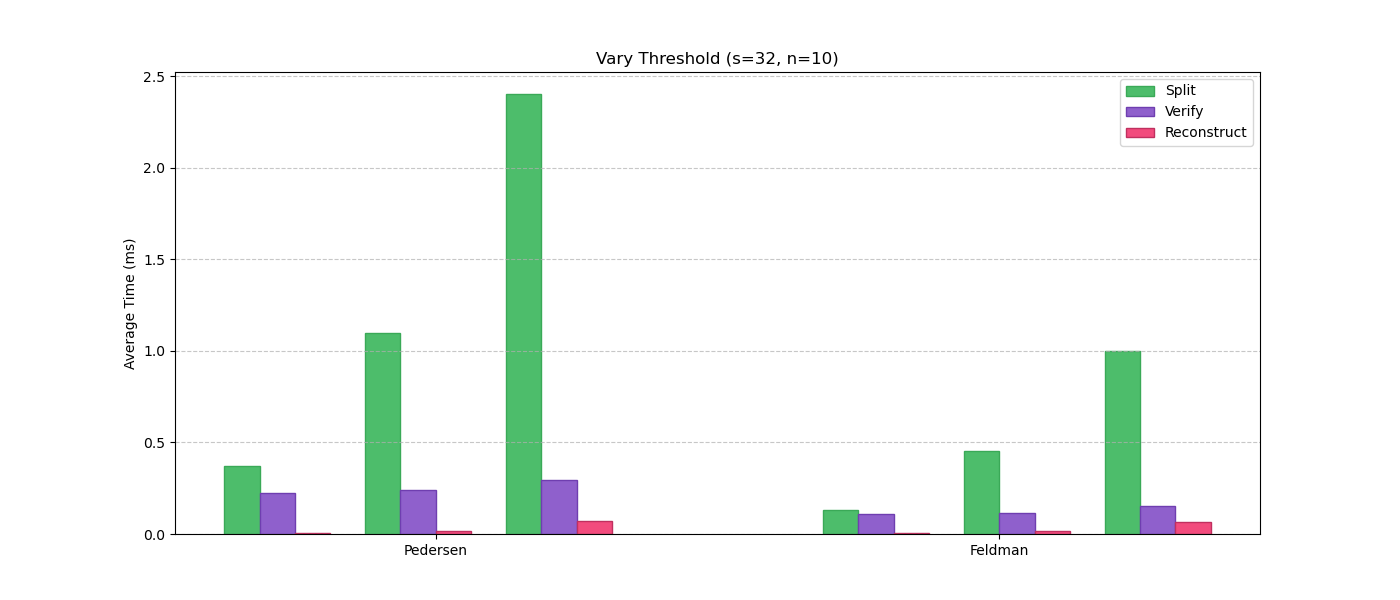 Vary Threshold (s=32, n=10)
2.5
2.0
1.5
1.0
0.5
0.0
Average Time (ms)
Split
Verify
Reconstruct
Pedersen
Feldman